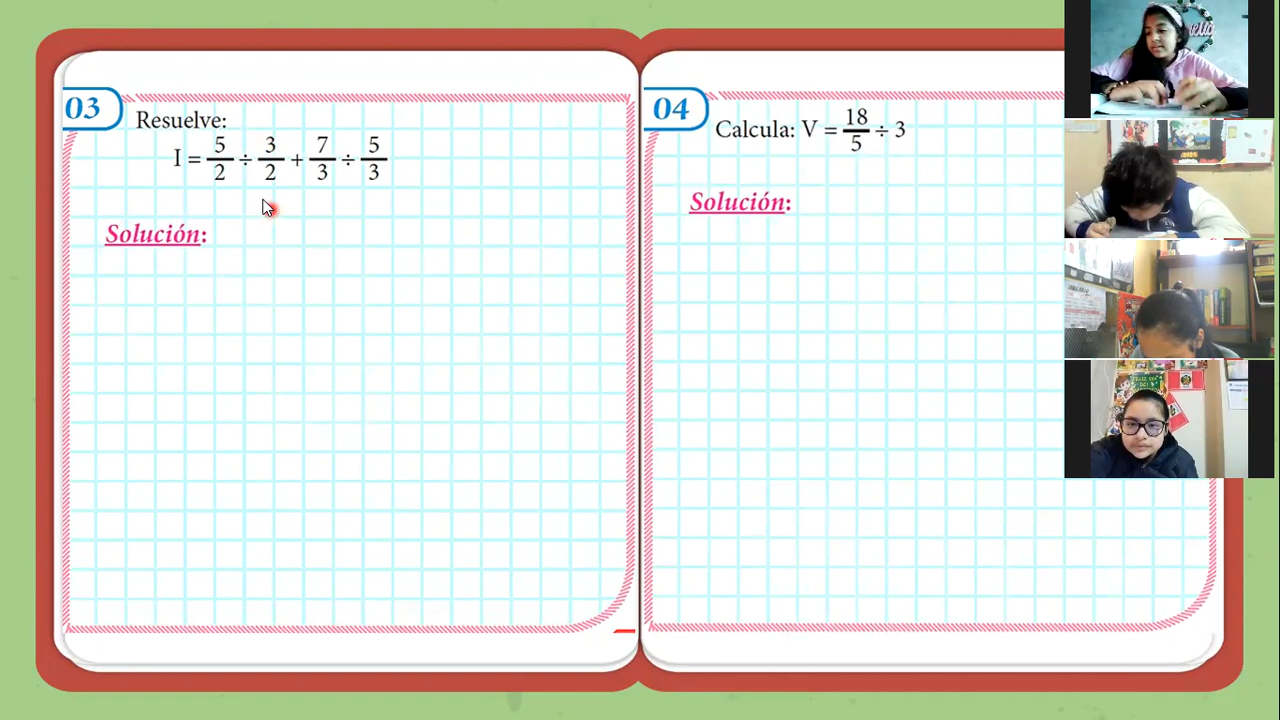 03
Resuelve:
I = 5/2 ÷ 3/2 + 7/3 ÷ 5/3
Solución:
04
Calcula: V = 18/5 ÷ 3
Solución: